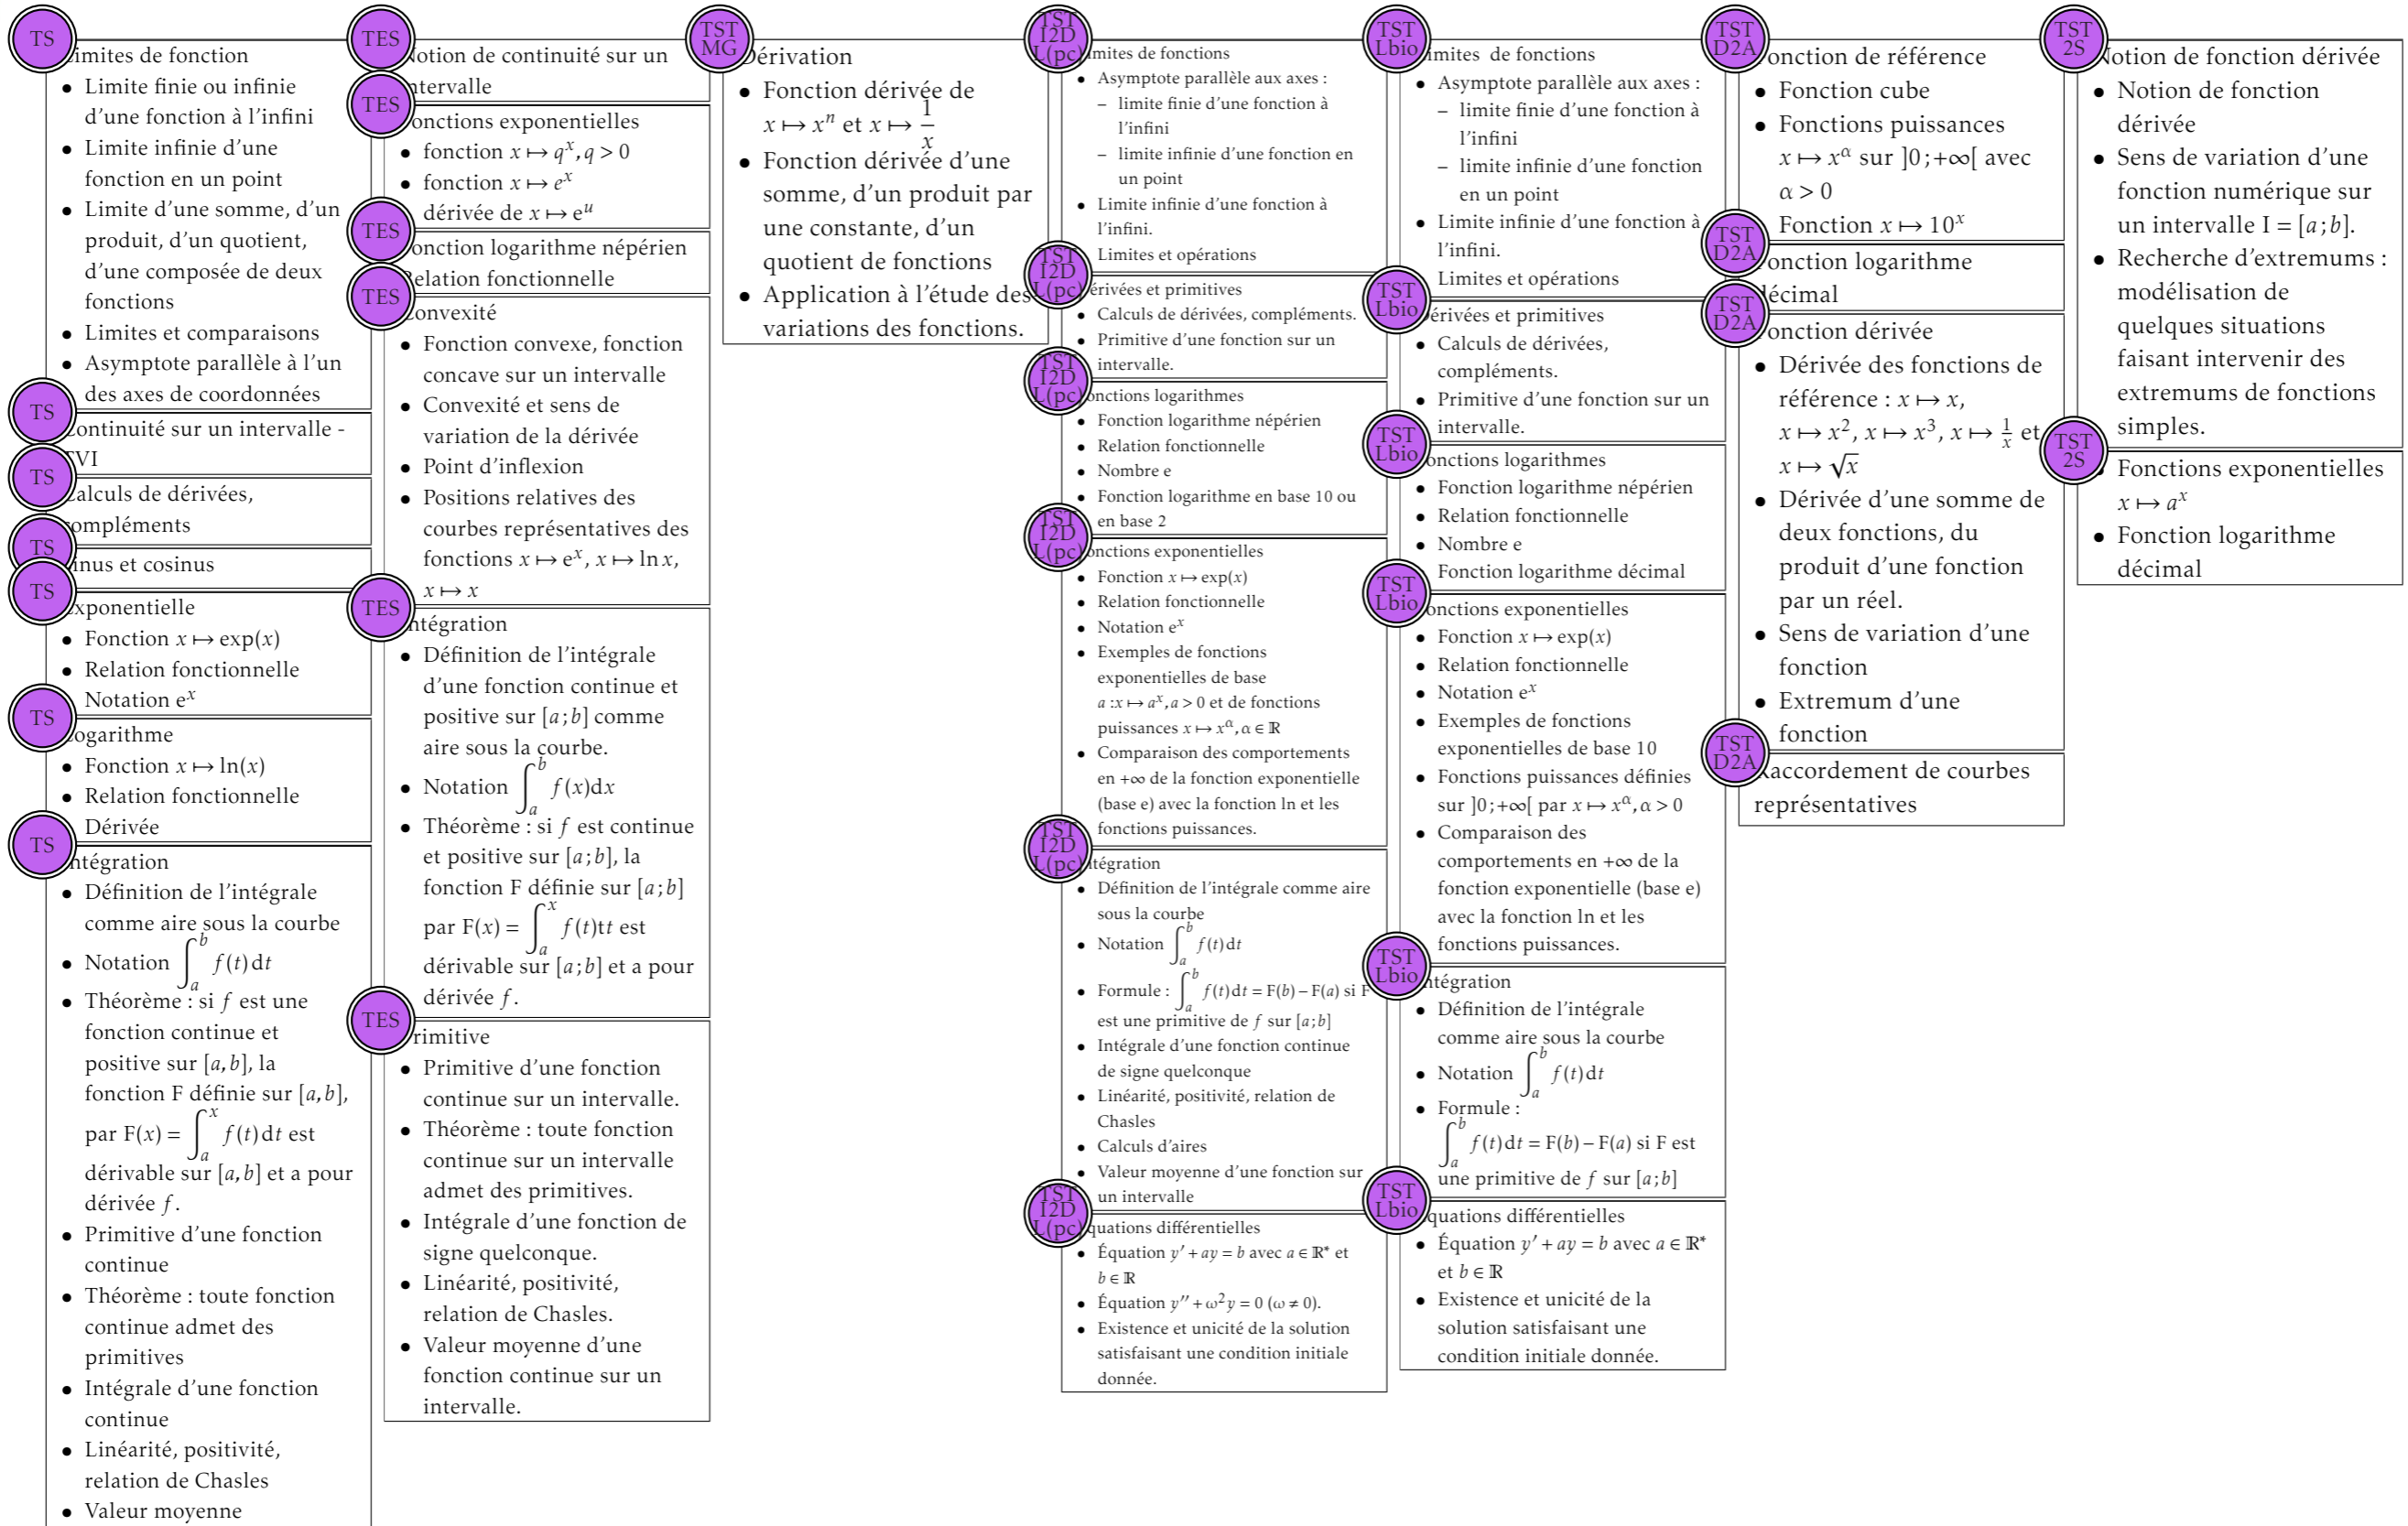 TS
Limites de fonction
• Limite finie ou infinie
d'une fonction à l'infini
• Limite infinie d'une
fonction en un point
• Limite d'une somme, d'un
produit, d'un quotient,
d'une composée de deux
fonctions
• Limites et comparaisons
• Asymptote parallèle à l'un
des axes de coordonnées
TS
Continuité sur un intervalle -
TVI
TS
Calculs de dérivées,
compléments
TS
Sinus et cosinus
TS
Exponentielle
• Fonction x ↦ exp(x)
• Relation fonctionnelle
Notation e^x
TS
Logarithme
• Fonction x ↦ ln(x)
• Relation fonctionnelle
Dérivée
TS
Intégration
• Définition de l'intégrale
comme aire sous la courbe
• Notation ∫_a^b f(t)dt
• Théorème : si f est une
fonction continue et
positive sur [a,b], la
fonction F définie sur [a,b],
par F(x) = ∫_a^x f(t)dt est
dérivable sur [a,b] et a pour
dérivée f.
• Primitive d'une fonction
continue
• Théorème : toute fonction
continue admet des
primitives
• Intégrale d'une fonction
continue
• Linéarité, positivité,
relation de Chasles
• Valeur moyenne
TES
Notion de continuité sur un
intervalle
TES
Fonctions exponentielles
• fonction x ↦ q^x, q > 0
• fonction x ↦ e^x
dérivée de x ↦ e^u
TES
Fonction logarithme népérien
Relation fonctionnelle
TES
Convexité
• Fonction convexe, fonction
concave sur un intervalle
• Convexité et sens de
variation de la dérivée
• Point d'inflexion
• Positions relatives des
courbes représentatives des
fonctions x ↦ e^x, x ↦ ln x,
x ↦ x
TES
Intégration
• Définition de l'intégrale
d'une fonction continue et
positive sur [a;b] comme
aire sous la courbe.
• Notation ∫_a^b f(x)dx
• Théorème : si f est continue
et positive sur [a;b], la
fonction F définie sur [a;b]
par F(x) = ∫_a^x f(t)tt est
dérivable sur [a;b] et a pour
dérivée f.
TES
Primitive
• Primitive d'une fonction
continue sur un intervalle.
• Théorème : toute fonction
continue sur un intervalle
admet des primitives.
• Intégrale d'une fonction de
signe quelconque.
• Linéarité, positivité,
relation de Chasles.
• Valeur moyenne d'une
fonction continue sur un
intervalle.
TST
MG
Dérivation
• Fonction dérivée de
x ↦ x^n et x ↦ 1/x
• Fonction dérivée d'une
somme, d'un produit par
une constante, d'un
quotient de fonctions
• Application à l'étude des
variations des fonctions.
TST
I2D
L(pc)
Limites de fonctions
• Asymptote parallèle aux axes :
– limite finie d'une fonction à
l'infini
– limite infinie d'une fonction en
un point
• Limite infinie d'une fonction à
l'infini.
Limites et opérations
TST
I2D
L(pc)
Dérivées et primitives
• Calculs de dérivées, compléments.
• Primitive d'une fonction sur un
intervalle.
TST
I2D
L(pc)
Fonctions logarithmes
• Fonction logarithme népérien
• Relation fonctionnelle
• Nombre e
• Fonction logarithme en base 10 ou
en base 2
TST
I2D
L(pc)
Fonctions exponentielles
• Fonction x ↦ exp(x)
• Relation fonctionnelle
• Notation e^x
• Exemples de fonctions
exponentielles de base
a :x ↦ a^x, a > 0 et de fonctions
puissances x ↦ x^α, α ∈ ℝ
• Comparaison des comportements
en +∞ de la fonction exponentielle
(base e) avec la fonction ln et les
fonctions puissances.
TST
I2D
L(pc)
Intégration
• Définition de l'intégrale comme aire
sous la courbe
• Notation ∫_a^b f(t)dt
• Formule : ∫_a^b f(t)dt = F(b) − F(a) si F
est une primitive de f sur [a;b]
• Intégrale d'une fonction continue
de signe quelconque
• Linéarité, positivité, relation de
Chasles
• Calculs d'aires
• Valeur moyenne d'une fonction sur
un intervalle
TST
I2D
L(pc)
Équations différentielles
• Équation y′ + ay = b avec a ∈ ℝ* et
b ∈ ℝ
• Équation y′′ + ω²y = 0 (ω ≠ 0).
• Existence et unicité de la solution
satisfaisant une condition initiale
donnée.
TST
Lbio
Limites de fonctions
• Asymptote parallèle aux axes :
– limite finie d'une fonction à
l'infini
– limite infinie d'une fonction
en un point
• Limite infinie d'une fonction à
l'infini.
Limites et opérations
TST
Lbio
Dérivées et primitives
• Calculs de dérivées,
compléments.
• Primitive d'une fonction sur un
intervalle.
TST
Lbio
Fonctions logarithmes
• Fonction logarithme népérien
• Relation fonctionnelle
• Nombre e
Fonction logarithme décimal
TST
Lbio
Fonctions exponentielles
• Fonction x ↦ exp(x)
• Relation fonctionnelle
• Notation e^x
• Exemples de fonctions
exponentielles de base 10
• Fonctions puissances définies
sur ]0;+∞[ par x ↦ x^α, α > 0
• Comparaison des
comportements en +∞ de la
fonction exponentielle (base e)
avec la fonction ln et les
fonctions puissances.
TST
Lbio
Intégration
• Définition de l'intégrale
comme aire sous la courbe
• Notation ∫_a^b f(t)dt
• Formule :
∫_a^b f(t)dt = F(b) − F(a) si F est
une primitive de f sur [a;b]
TST
Lbio
Équations différentielles
• Équation y′ + ay = b avec a ∈ ℝ*
et b ∈ ℝ
• Existence et unicité de la
solution satisfaisant une
condition initiale donnée.
TST
D2A
Fonction de référence
• Fonction cube
• Fonctions puissances
x ↦ x^α sur ]0;+∞[ avec
α > 0
Fonction x ↦ 10^x
TST
D2A
Fonction logarithme
décimal
TST
D2A
Fonction dérivée
• Dérivée des fonctions de
référence : x ↦ x,
x ↦ x², x ↦ x³, x ↦ 1/x et
x ↦ √x
• Dérivée d'une somme de
deux fonctions, du
produit d'une fonction
par un réel.
• Sens de variation d'une
fonction
• Extremum d'une
fonction
TST
D2A
Raccordement de courbes
représentatives
TST
2S
Notion de fonction dérivée
• Notion de fonction
dérivée
• Sens de variation d'une
fonction numérique sur
un intervalle I = [a;b].
• Recherche d'extremums :
modélisation de
quelques situations
faisant intervenir des
extremums de fonctions
simples.
TST
2S
• Fonctions exponentielles
x ↦ a^x
• Fonction logarithme
décimal